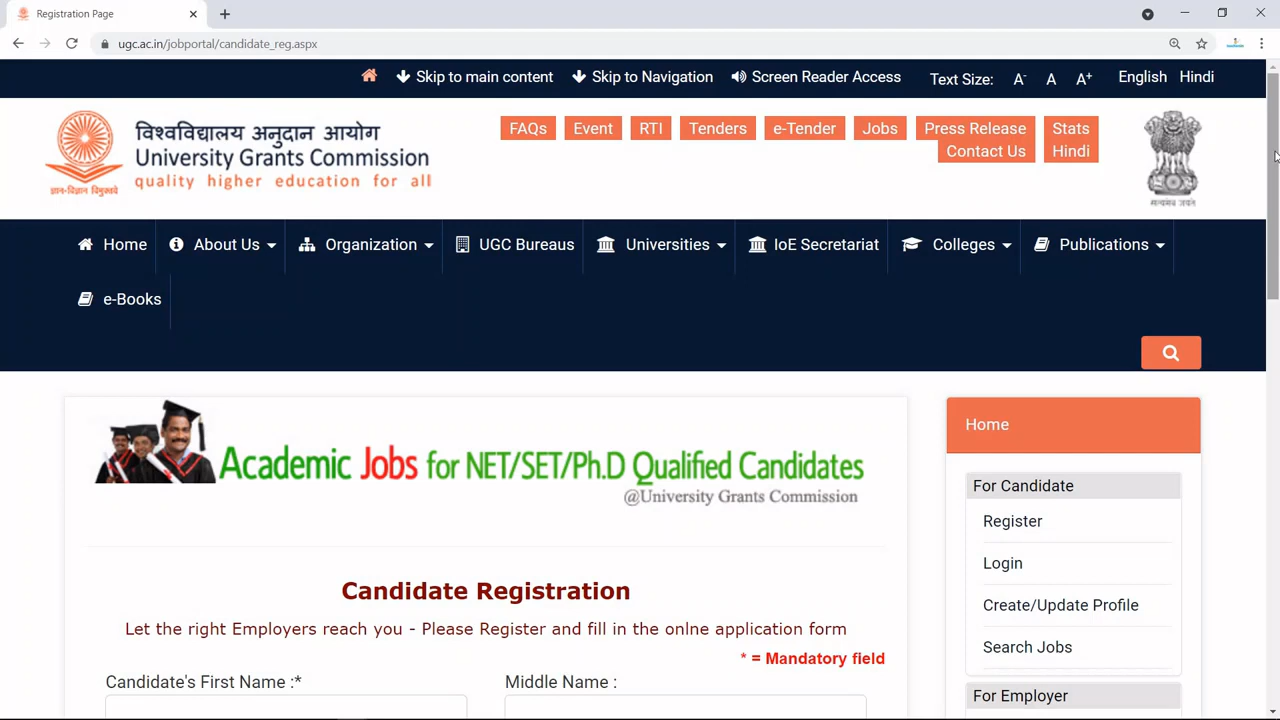 Registration Page
ugc.ac.in/jobportal/candidate_reg.aspx
Skip to main content
Skip to Navigation
Screen Reader Access
Text Size: A- A A+
English Hindi
ज्ञान-विज्ञान विमुक्तये
विश्वविद्यालय अनुदान आयोग
University Grants Commission
quality higher education for all
FAQs Event RTI Tenders e-Tender Jobs Press Release Stats
Contact Us Hindi
सत्यमेव जयते
Home About Us Organization UGC Bureaus Universities IoE Secretariat Colleges Publications
e-Books
Academic Jobs for NET/SET/Ph.D Qualified Candidates
@University Grants Commission
Candidate Registration
Let the right Employers reach you - Please Register and fill in the onlne application form
* = Mandatory field
Candidate's First Name :*
Middle Name :
Home
For Candidate
Register
Login
Create/Update Profile
Search Jobs
For Employer